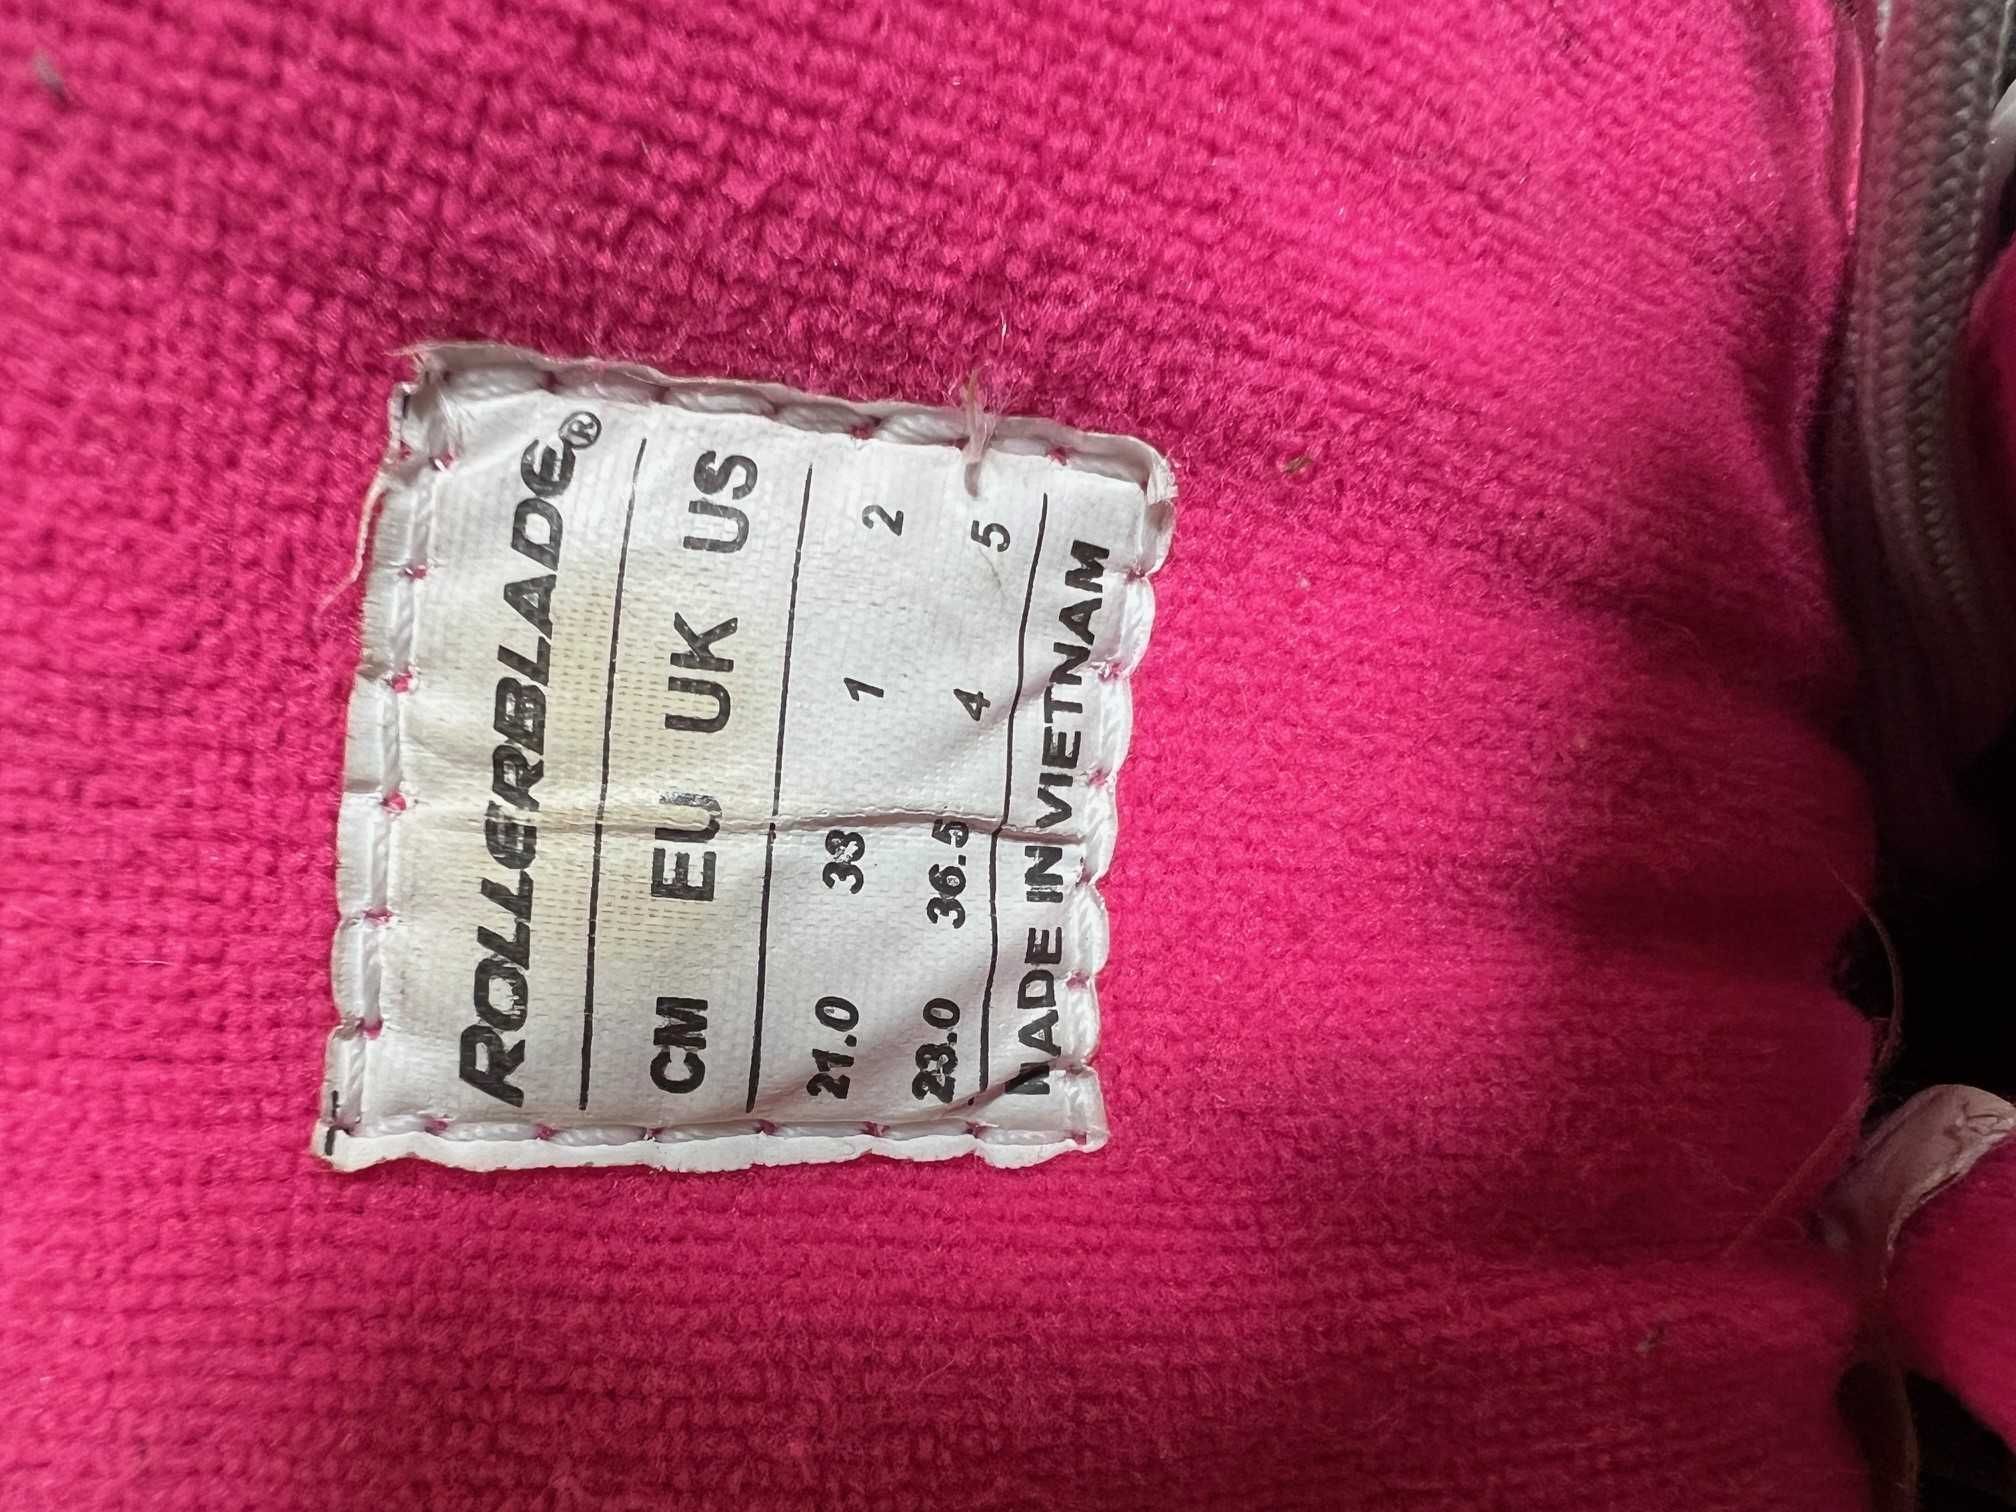 ROLLERBLADE®
CM EU UK US
21.0 33 1 2
23.0 36.5 4 5
MADE IN VIETNAM